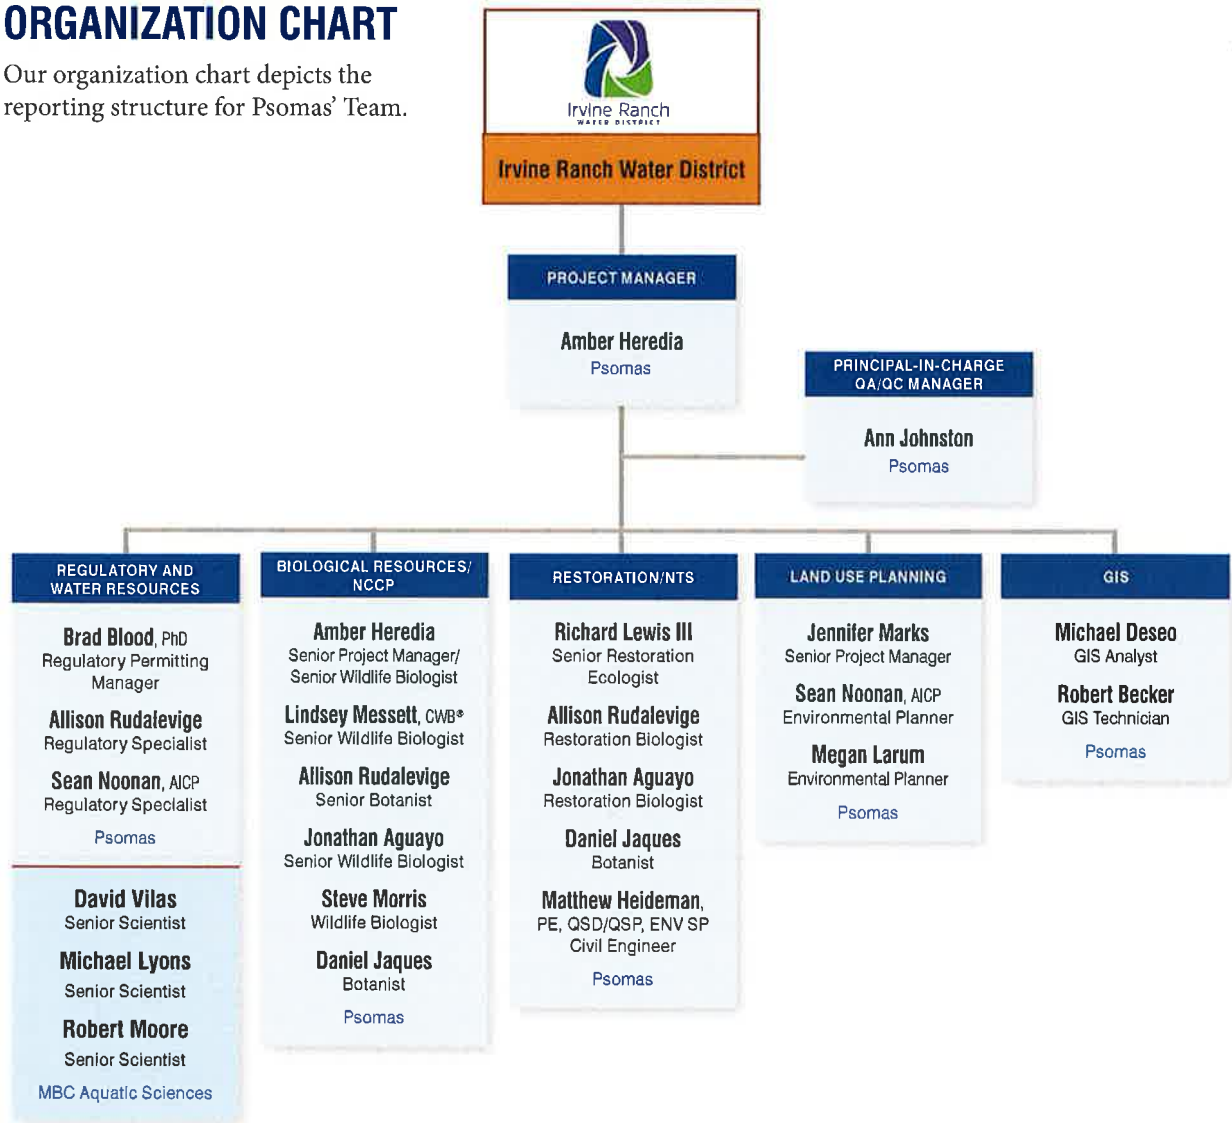 ORGANIZATION CHART
Our organization chart depicts the
reporting structure for Psomas' Team.
Irvine Ranch
WATER DISTRICT
Irvine Ranch Water District
PROJECT MANAGER
Amber Heredia
Psomas
PRINCIPAL-IN-CHARGE
QA/QC MANAGER
Ann Johnston
Psomas
REGULATORY AND
WATER RESOURCES
Brad Blood, PhD
Regulatory Permitting
Manager
Allison Rudalevige
Regulatory Specialist
Sean Noonan, AICP
Regulatory Specialist
Psomas
David Vilas
Senior Scientist
Michael Lyons
Senior Scientist
Robert Moore
Senior Scientist
MBC Aquatic Sciences
BIOLOGICAL RESOURCES/
NCCP
Amber Heredia
Senior Project Manager/
Senior Wildlife Biologist
Lindsey Messett, CWB®
Senior Wildlife Biologist
Allison Rudalevige
Senior Botanist
Jonathan Aguayo
Senior Wildlife Biologist
Steve Morris
Wildlife Biologist
Daniel Jaques
Botanist
Psomas
RESTORATION/NTS
Richard Lewis III
Senior Restoration
Ecologist
Allison Rudalevige
Restoration Biologist
Jonathan Aguayo
Restoration Biologist
Daniel Jaques
Botanist
Matthew Heideman,
PE, QSD/QSP, ENV SP
Civil Engineer
Psomas
LAND USE PLANNING
Jennifer Marks
Senior Project Manager
Sean Noonan, AICP
Environmental Planner
Megan Larum
Environmental Planner
Psomas
GIS
Michael Deseo
GIS Analyst
Robert Becker
GIS Technician
Psomas